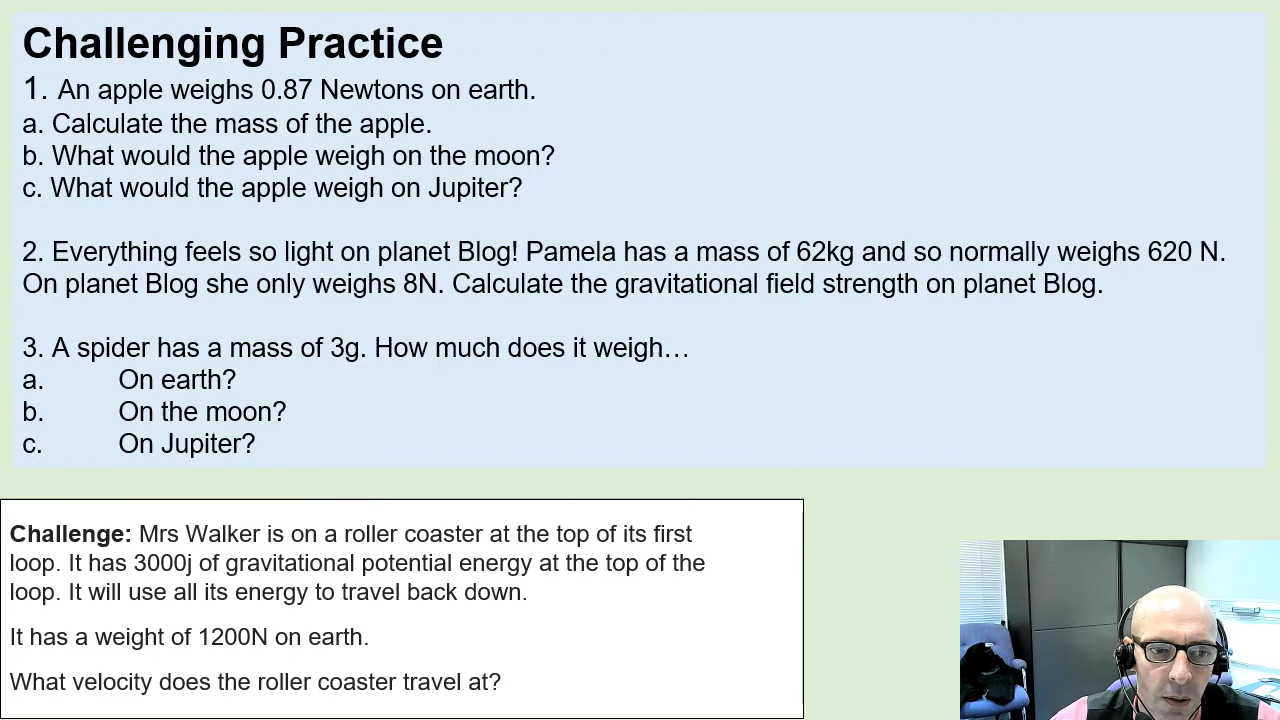 Challenging Practice
1. An apple weighs 0.87 Newtons on earth.
a. Calculate the mass of the apple.
b. What would the apple weigh on the moon?
c. What would the apple weigh on Jupiter?
2. Everything feels so light on planet Blog! Pamela has a mass of 62kg and so normally weighs 620 N.
On planet Blog she only weighs 8N. Calculate the gravitational field strength on planet Blog.
3. A spider has a mass of 3g. How much does it weigh…
a. On earth?
b. On the moon?
c. On Jupiter?
Challenge: Mrs Walker is on a roller coaster at the top of its first
loop. It has 3000j of gravitational potential energy at the top of the
loop. It will use all its energy to travel back down.
It has a weight of 1200N on earth.
What velocity does the roller coaster travel at?